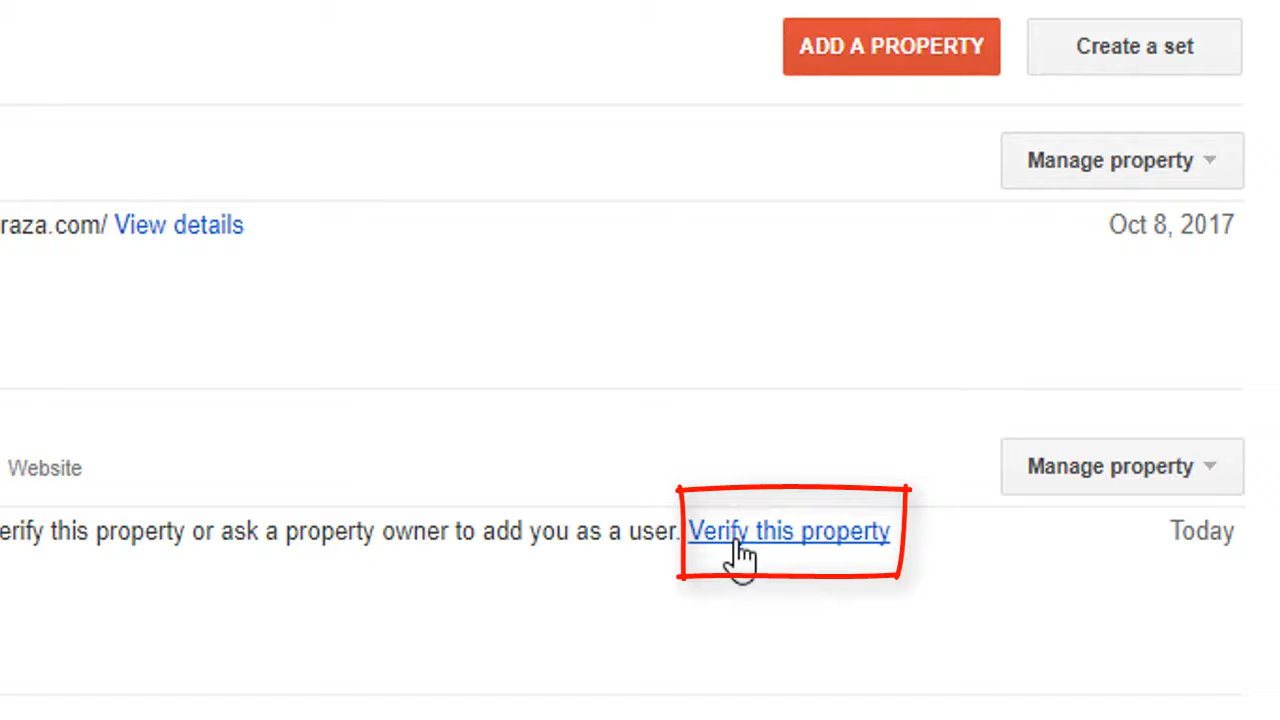 ADD A PROPERTY Create a set
Manage property
raza.com/ View details Oct 8, 2017
Website Manage property
erify this property or ask a property owner to add you as a user. Verify this property Today